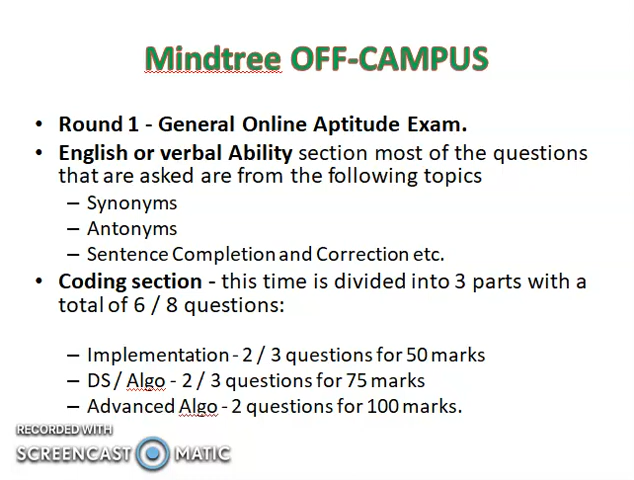 Mindtree OFF-CAMPUS
• Round 1 - General Online Aptitude Exam.
• English or verbal Ability section most of the questions
that are asked are from the following topics
– Synonyms
– Antonyms
– Sentence Completion and Correction etc.
• Coding section - this time is divided into 3 parts with a
total of 6 / 8 questions:
– Implementation - 2 / 3 questions for 50 marks
– DS / Algo - 2 / 3 questions for 75 marks
– Advanced Algo - 2 questions for 100 marks.
RECORDED WITH
SCREENCAST MATIC